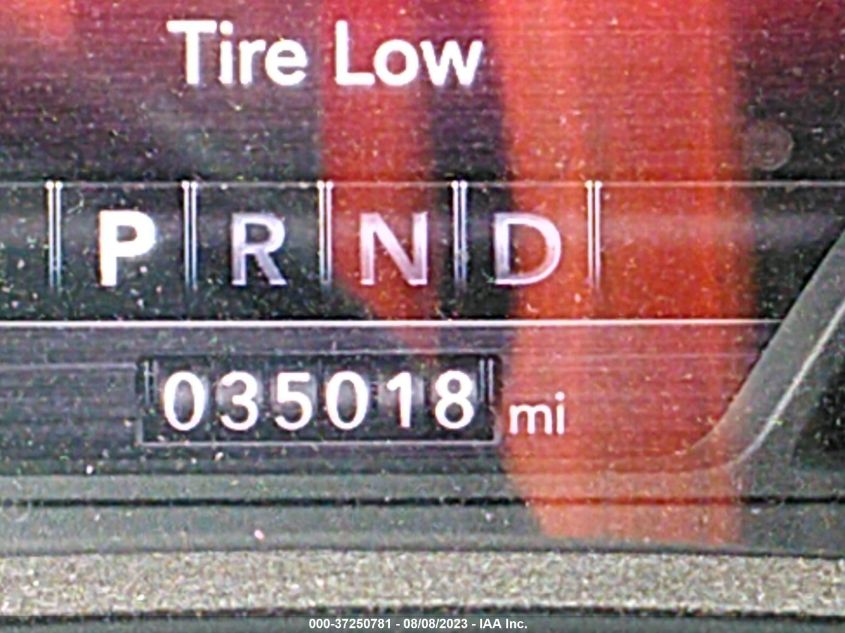 Tire Low
P R N D
035018 mi
000-37250781 - 08/08/2023 - IAA Inc.